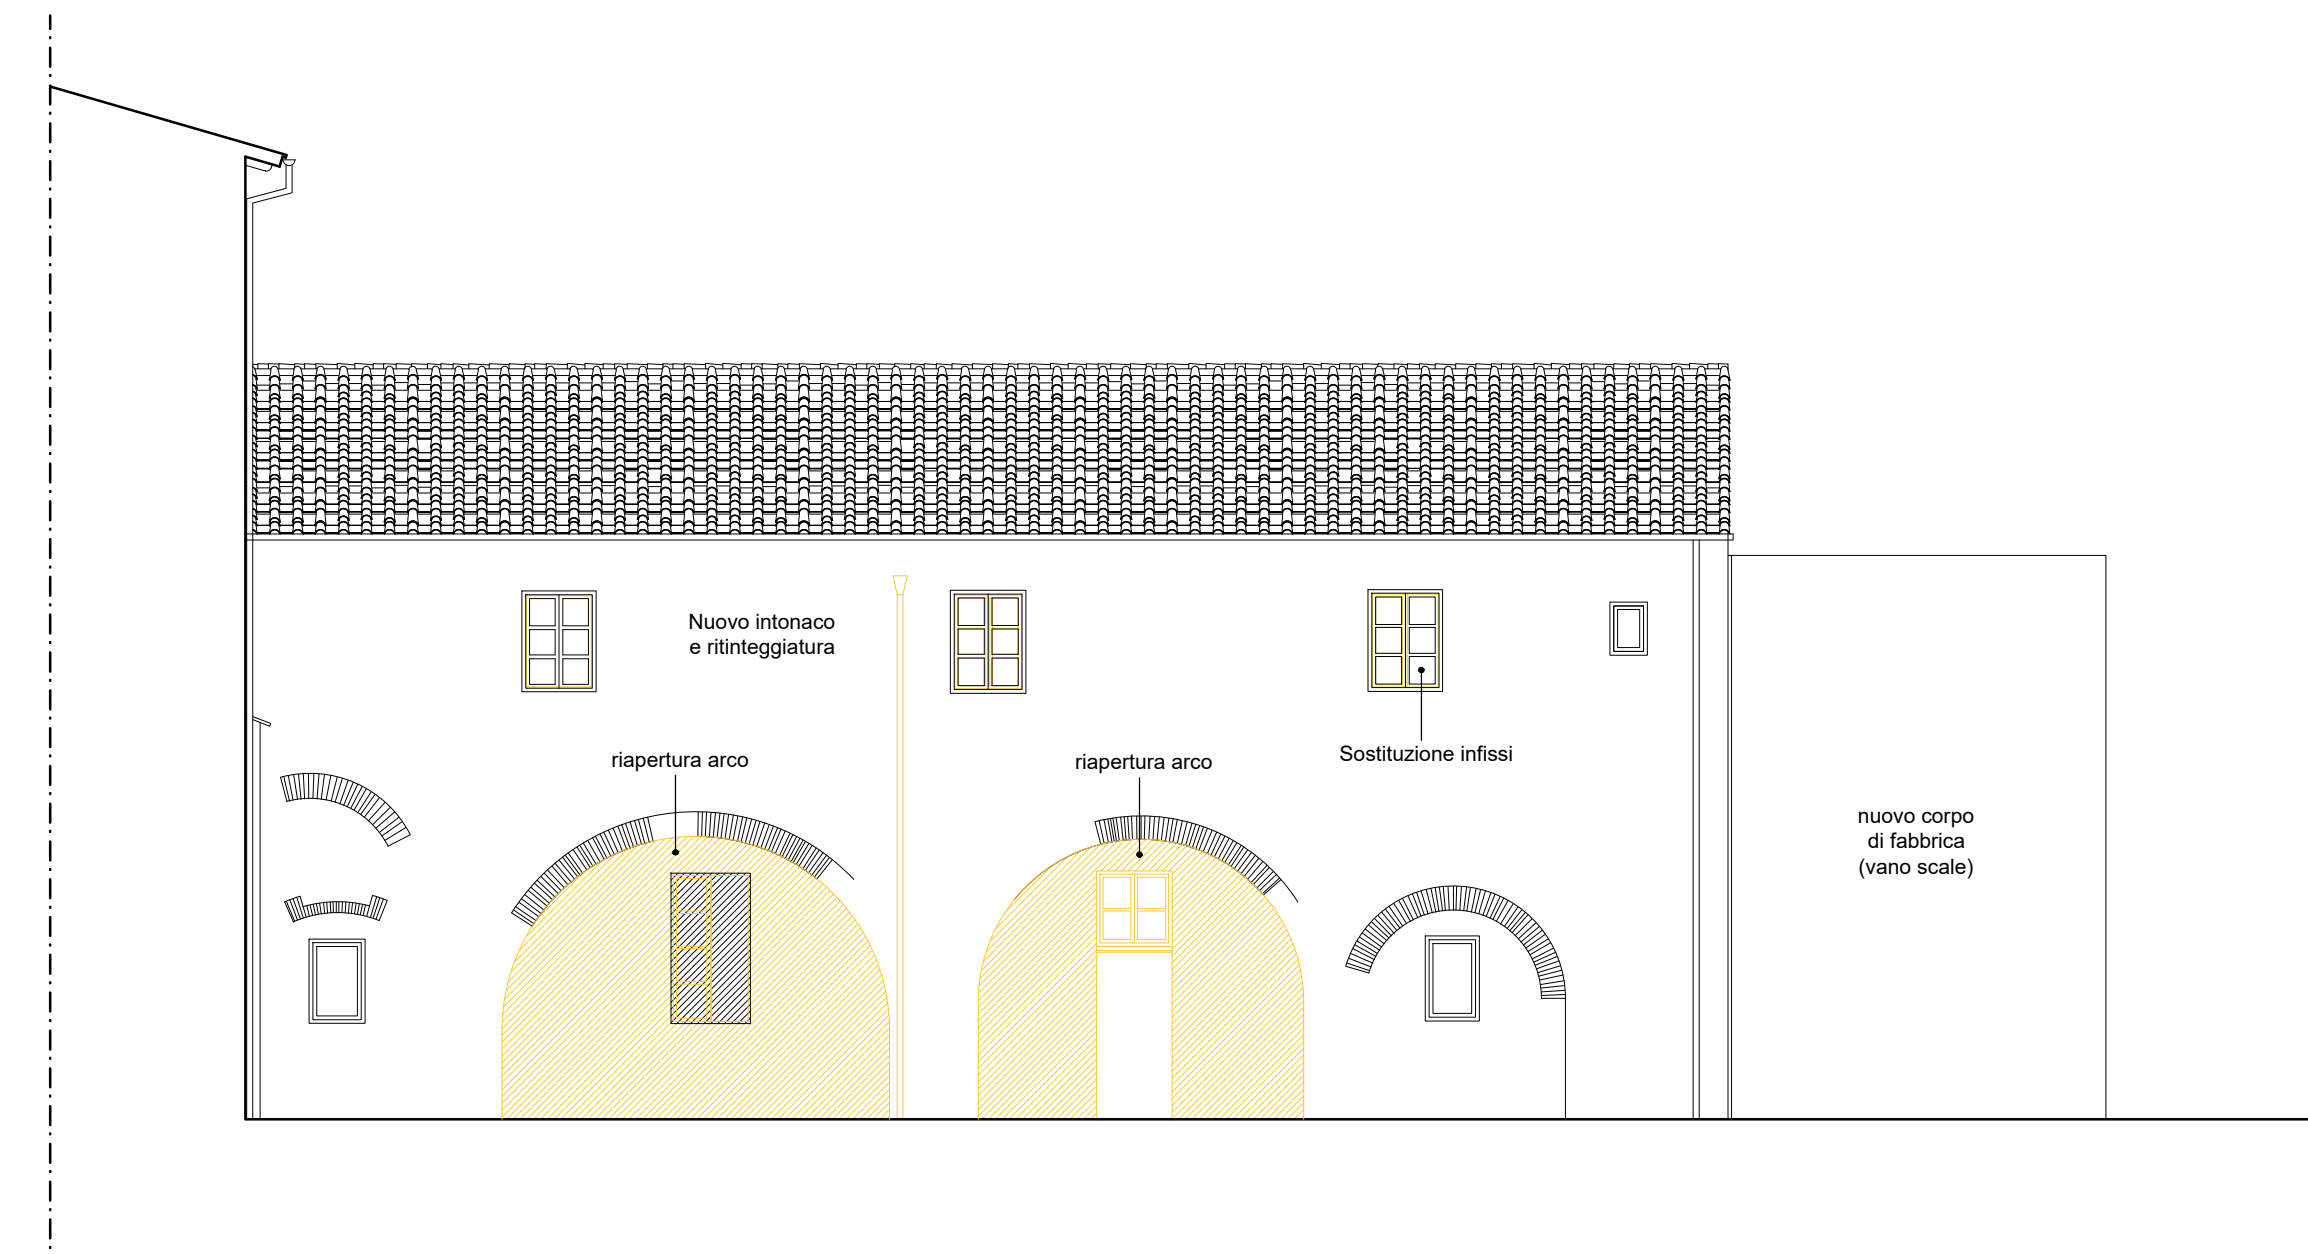 Nuovo intonaco
e ritinteggiatura
riapertura arco
riapertura arco
Sostituzione infissi
nuovo corpo
di fabbrica
(vano scale)